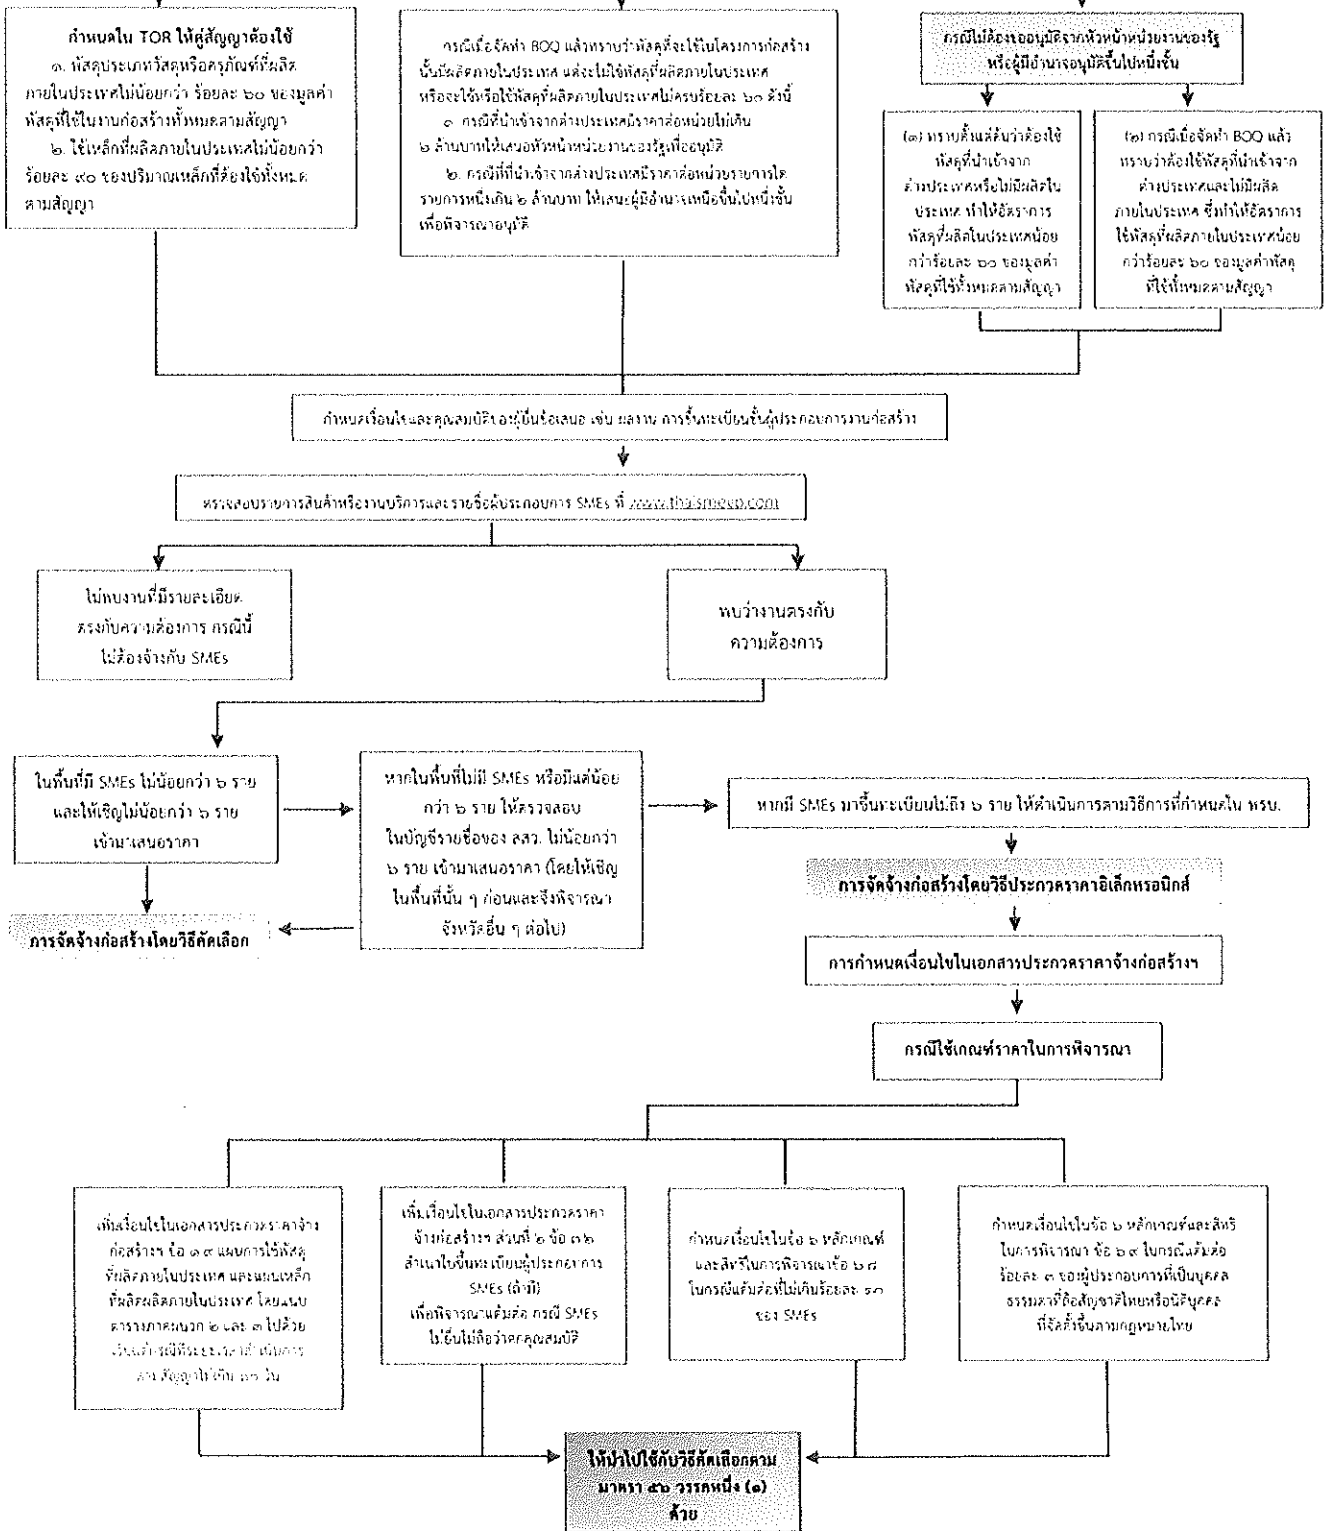 กำหนดใน TOR ให้คู่สัญญาต้องใช้
๑. พัสดุประเภทวัสดุหรือครุภัณฑ์ที่ผลิต
ภายในประเทศไม่น้อยกว่า ร้อยละ ๖๐ ของมูลค่า
พัสดุที่ใช้ในงานก่อสร้างทั้งหมดตามสัญญา
๒. ใช้เหล็กที่ผลิตภายในประเทศไม่น้อยกว่า
ร้อยละ ๙๐ ของปริมาณเหล็กที่ต้องใช้ทั้งหมด
ตามสัญญา
กรณีเมื่อจัดทำ BOQ แล้วทราบว่าพัสดุที่จะใช้ในโครงการก่อสร้าง
นั้นมีผลิตภายในประเทศ แต่จะไม่ใช้พัสดุที่ผลิตภายในประเทศ
หรือจะใช้หรือใช้พัสดุที่ผลิตภายในประเทศไม่ครบร้อยละ ๖๐ ดังนี้
๑. กรณีที่นำเข้าจากต่างประเทศมีราคาต่อหน่วยไม่เกิน
๒ ล้านบาทให้เสนอหัวหน้าหน่วยงานของรัฐเพื่ออนุมัติ
๒. กรณีที่ที่นำเข้าจากต่างประเทศมีราคาต่อหน่วยรายการใด
รายการหนึ่งเกิน ๒ ล้านบาท ให้เสนอผู้มีอำนาจเหนือขึ้นไปหนึ่งชั้น
เพื่อพิจารณาอนุมัติ
กรณีไม่ต้องขออนุมัติจากหัวหน้าหน่วยงานของรัฐ
หรือผู้มีอำนาจอนุมัติขึ้นไปหนึ่งชั้น
(๑) ทราบตั้งแต่ต้นว่าต้องใช้
พัสดุที่นำเข้าจาก
ต่างประเทศหรือไม่มีผลิตใน
ประเทศ ทำให้อัตราการ
พัสดุที่ผลิตในประเทศน้อย
กว่าร้อยละ ๖๐ ของมูลค่า
พัสดุที่ใช้ทั้งหมดตามสัญญา
(๒) กรณีเมื่อจัดทำ BOQ แล้ว
ทราบว่าต้องใช้พัสดุที่นำเข้าจาก
ต่างประเทศและไม่มีผลิต
ภายในประเทศ ซึ่งทำให้อัตราการ
ใช้พัสดุที่ผลิตภายในประเทศน้อย
กว่าร้อยละ ๖๐ ของมูลค่าพัสดุ
ที่ใช้ทั้งหมดตามสัญญา
กำหนดเงื่อนไขและคุณสมบัติของผู้ยื่นข้อเสนอ เช่น ผลงาน การขึ้นทะเบียนชั้นผู้ประกอบการงานก่อสร้าง
ตรวจสอบรายการสินค้าหรืองานบริการและรายชื่อผู้ประกอบการ SMEs ที่ www.thaismegp.com
ไม่พบงานที่มีรายละเอียด
ตรงกับความต้องการ กรณีนี้
ไม่ต้องจ้างกับ SMEs
พบว่างานตรงกับ
ความต้องการ
ในพื้นที่มี SMEs ไม่น้อยกว่า ๖ ราย
และให้เชิญไม่น้อยกว่า ๖ ราย
เข้ามาเสนอราคา
หากในพื้นที่ไม่มี SMEs หรือมีแต่น้อย
กว่า ๖ ราย ให้ตรวจสอบ
ในบัญชีรายชื่อของ สสว. ไม่น้อยกว่า
๖ ราย เข้ามาเสนอราคา (โดยให้เชิญ
ในพื้นที่นั้น ๆ ก่อนและจึงพิจารณา
จังหวัดอื่น ๆ ต่อไป)
หากมี SMEs มาขึ้นทะเบียนไม่ถึง ๖ ราย ให้ดำเนินการตามวิธีการที่กำหนดใน พรบ.
การจัดจ้างก่อสร้างโดยวิธีประกวดราคาอิเล็กทรอนิกส์
การจัดจ้างก่อสร้างโดยวิธีคัดเลือก
การกำหนดเงื่อนไขในเอกสารประกวดราคาจ้างก่อสร้างฯ
กรณีใช้เกณฑ์ราคาในการพิจารณา
เพิ่มเงื่อนไขในเอกสารประกวดราคาจ้าง
ก่อสร้างฯ ข้อ ๑.๙ แผนการใช้พัสดุ
ที่ผลิตภายในประเทศ และแผนเหล็ก
ที่ผลิตผลิตภายในประเทศ โดยแนบ
ตารางภาคผนวก ๒ และ ๓ ไปด้วย
เว้นแต่กรณีที่ระยะเวลาดำเนินการ
ตามสัญญาไม่เกิน ๖๐ วัน
เพิ่มเงื่อนไขในเอกสารประกวดราคา
จ้างก่อสร้างฯ ส่วนที่ ๒ ข้อ ๓.๒
สำเนาใบขึ้นทะเบียนผู้ประกอบการ
SMEs (ถ้ามี)
เพื่อพิจารณาแต้มต่อ กรณี SMEs
ไม่ยื่นไม่ถือว่าตกคุณสมบัติ
กำหนดเงื่อนไขในข้อ ๖ หลักเกณฑ์
และสิทธิในการพิจารณาข้อ ๖.๘
ในกรณีแต้มต่อที่ไม่เกินร้อยละ ๑๐
ของ SMEs
กำหนดเงื่อนไขในข้อ ๖ หลักเกณฑ์และสิทธิ
ในการพิจารณา ข้อ ๖.๙ ในกรณีแต้มต่อ
ร้อยละ ๓ ของผู้ประกอบการที่เป็นบุคคล
ธรรมดาที่ถือสัญชาติไทยหรือนิติบุคคล
ที่จัดตั้งขึ้นตามกฎหมายไทย
ให้นำไปใช้กับวิธีคัดเลือกตาม
มาตรา ๕๖ วรรคหนึ่ง (๑)
ด้วย